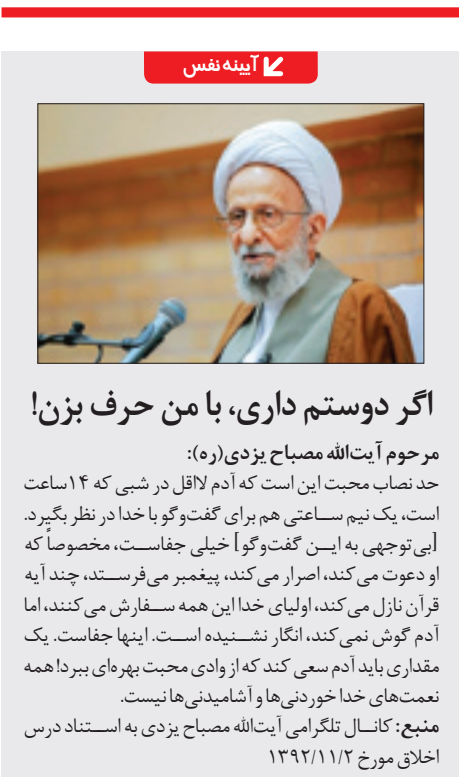 آیینه نفس
اگر دوستم داری، با من حرف بزن!
مرحوم آیت‌الله مصباح یزدی(ره):
حد نصاب محبت این است که آدم لااقل در شبی که ۱۴ساعت
است، یک نیم ساعتی هم برای گفت‌وگو با خدا در نظر بگیرد.
[بی‌توجهی به این گفت‌وگو] خیلی جفاست، مخصوصاً که
او دعوت می‌کند، اصرار می‌کند، پیغمبر می‌فرستد، چند آیه
قرآن نازل می‌کند، اولیای خدا این همه سفارش می‌کنند، اما
آدم گوش نمی‌کند، انگار نشنیده است. اینها جفاست. یک
مقداری باید آدم سعی کند که از وادی محبت بهره‌ای ببرد! همه
نعمت‌های خدا خوردنی‌ها و آشامیدنی‌ها نیست.
منبع: کانال تلگرامی آیت‌الله مصباح یزدی به استناد درس
اخلاق مورخ ۱۳۹۲/۱۱/۲